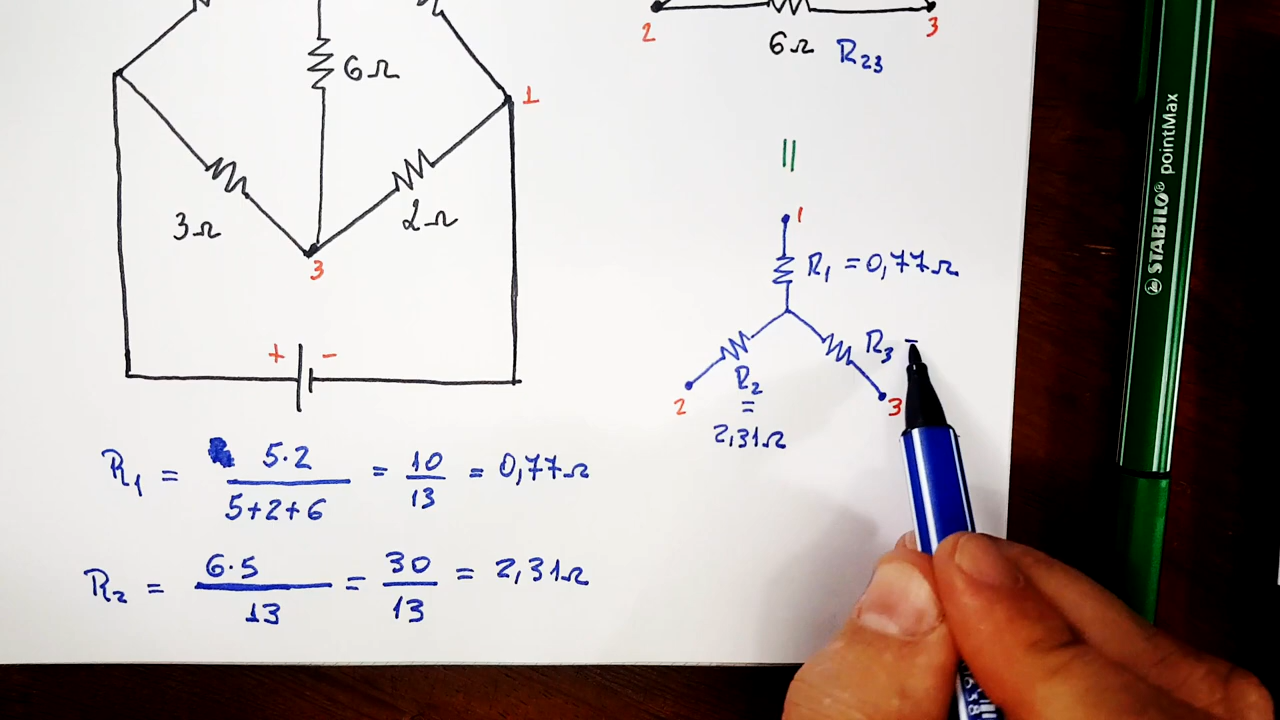 2
3
6Ω R23
6Ω
1
3Ω
2Ω
3
+ -
1
R1 = 0,77Ω
R3 =
R2
=
2,31Ω
2
3
R1 = 5·2 / 5+2+6 = 10 / 13 = 0,77Ω
R2 = 6·5 / 13 = 30 / 13 = 2,31Ω
STABILO® pointMax